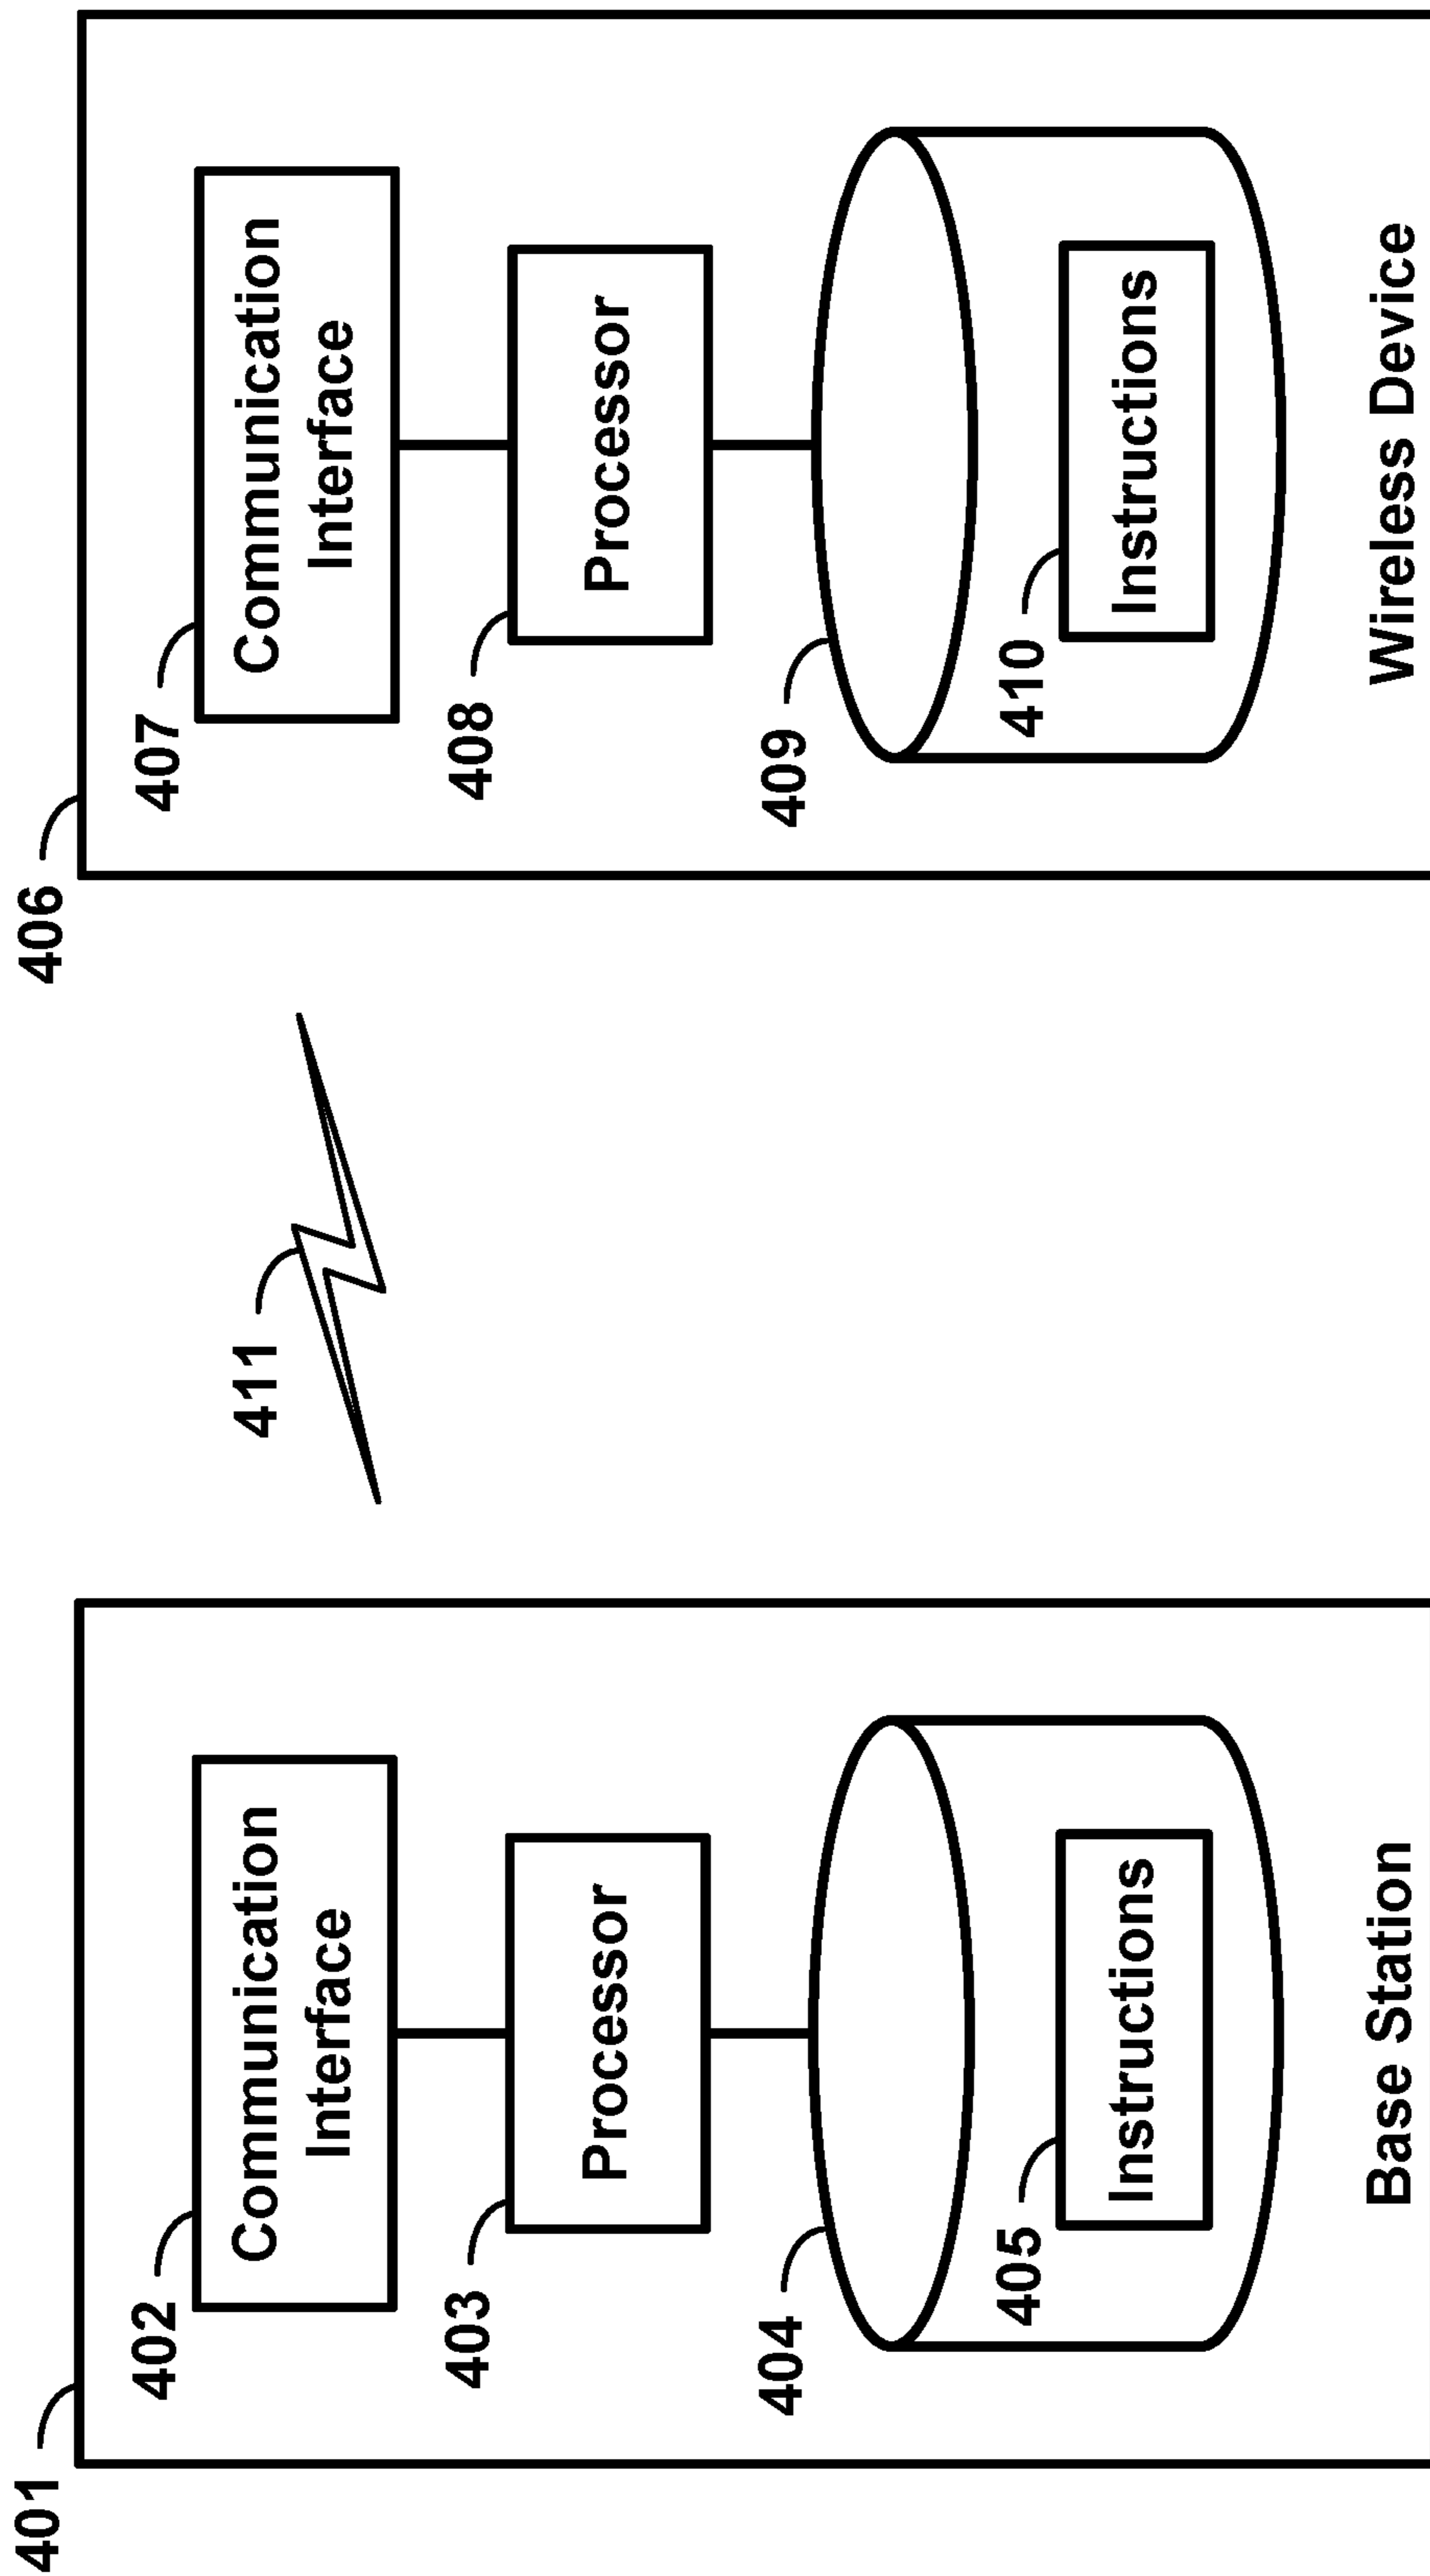 401
402
Communication
Interface
403
Processor
404
405
Instructions
Base Station
411
406
407
Communication
Interface
408
Processor
409
410
Instructions
Wireless Device